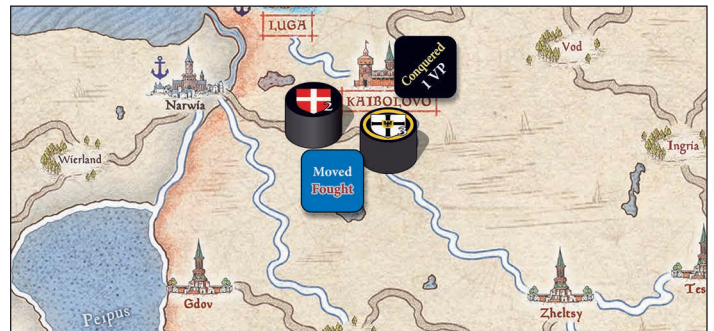 LUGA
Vod
Conquered
1 VP
Narwia
2
KAIBOLOVO
3
Ingria
Wierland
Moved
Fought
Gdov
Peipus
Zheltsy
Tes